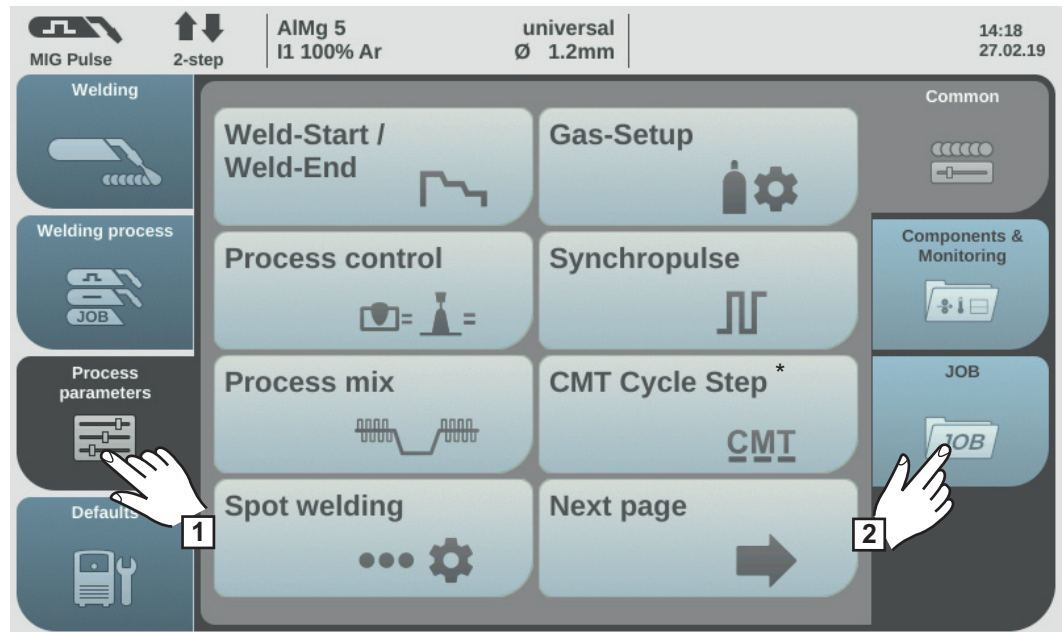 MIG Pulse
2-step
AlMg 5
I1 100% Ar
universal
Ø 1.2mm
14:18
27.02.19
Welding
Welding process
JOB
Process
parameters
Defaults
1
Weld-Start /
Weld-End
Gas-Setup
Process control
= =
Synchropulse
Process mix
CMT Cycle Step *
CMT
Spot welding
Next page
Common
Components &
Monitoring
JOB
JOB
2